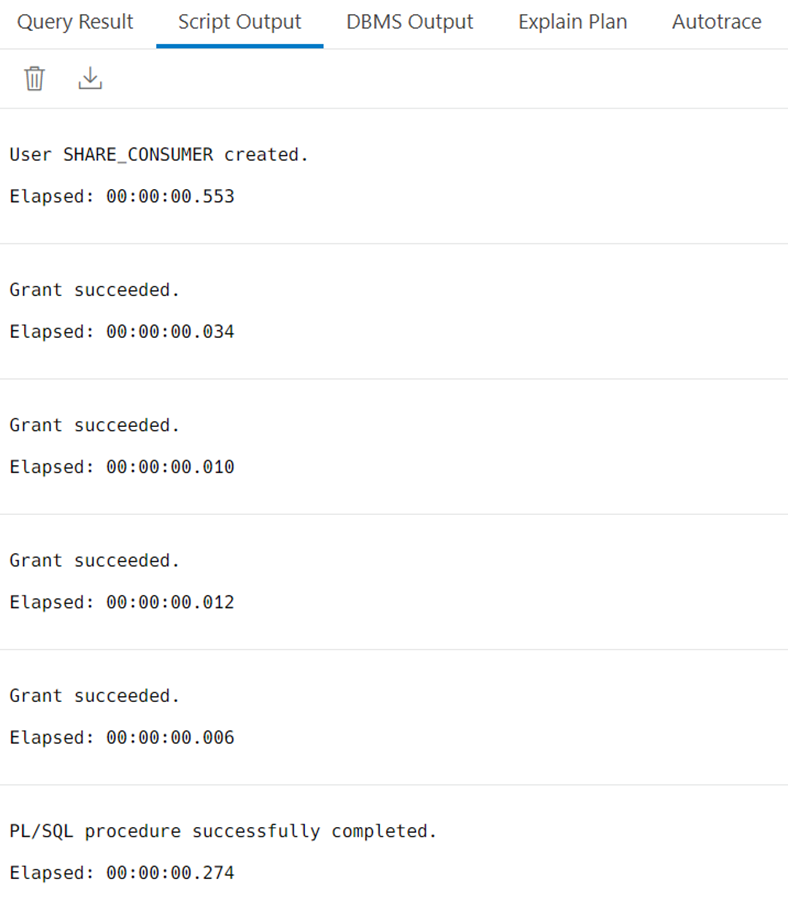 Query Result Script Output DBMS Output Explain Plan Autotrace
User SHARE_CONSUMER created.
Elapsed: 00:00:00.553
Grant succeeded.
Elapsed: 00:00:00.034
Grant succeeded.
Elapsed: 00:00:00.010
Grant succeeded.
Elapsed: 00:00:00.012
Grant succeeded.
Elapsed: 00:00:00.006
PL/SQL procedure successfully completed.
Elapsed: 00:00:00.274